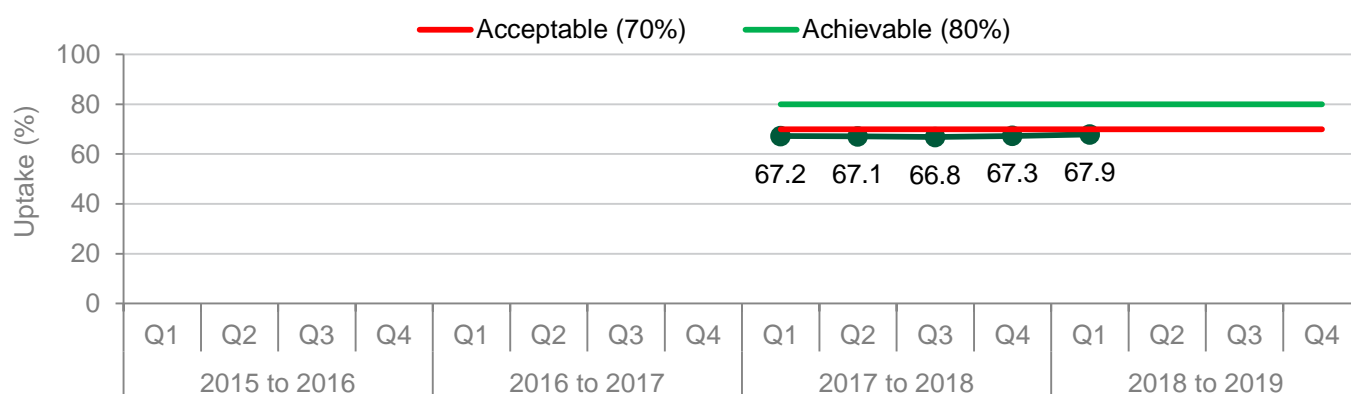 Acceptable (70%) Achievable (80%)
100
80
60
40
20
0
Uptake (%)
67.2 67.1 66.8 67.3 67.9
Q1 Q2 Q3 Q4 Q1 Q2 Q3 Q4 Q1 Q2 Q3 Q4 Q1 Q2 Q3 Q4
2015 to 2016 2016 to 2017 2017 to 2018 2018 to 2019